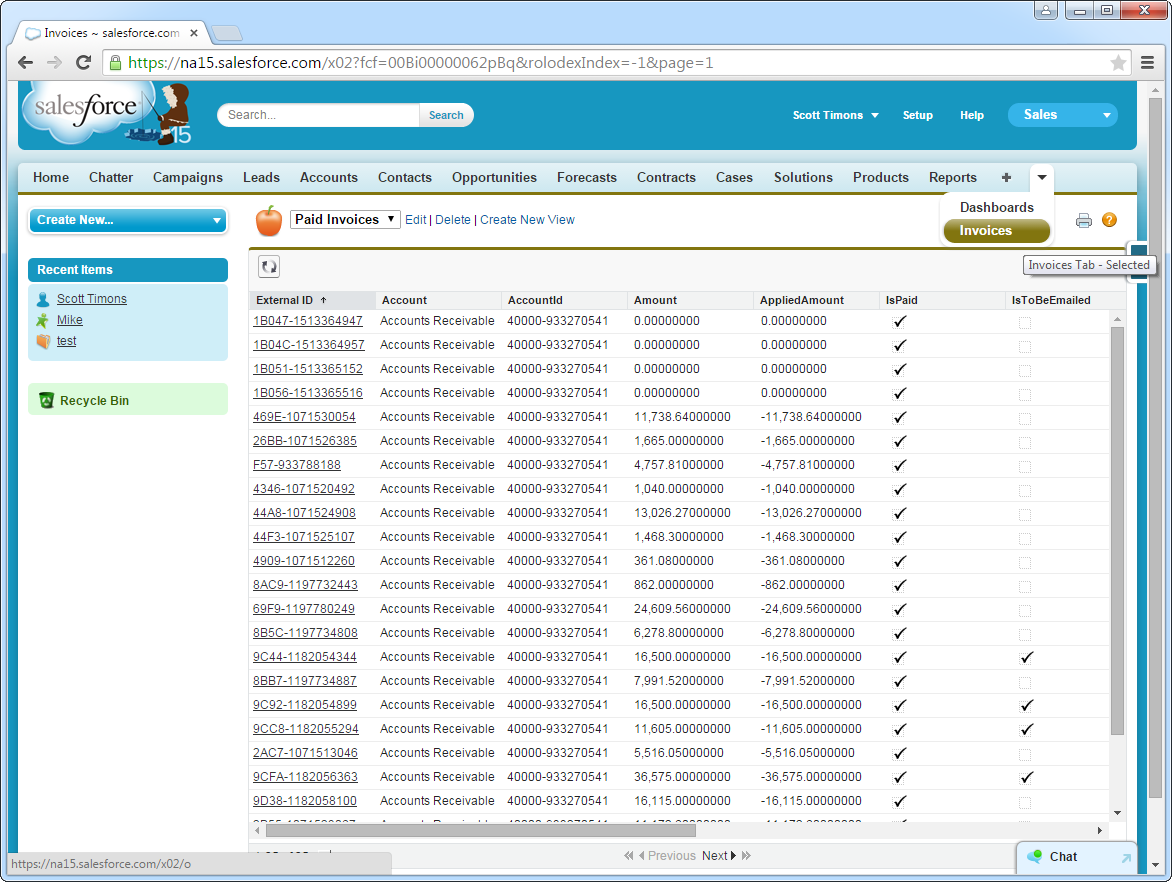 Invoices ~ salesforce.com
https://na15.salesforce.com/x02?fcf=00Bi00000062pBq&rolodexIndex=-1&page=1
salesforce
15
Search...
Search
Scott Timons
Setup
Help
Sales
Home Chatter Campaigns Leads Accounts Contacts Opportunities Forecasts Contracts Cases Solutions Products Reports +
Dashboards
Invoices
Invoices Tab - Selected
Create New...
Paid Invoices
Edit | Delete | Create New View
Recent Items
Scott Timons
Mike
test
Recycle Bin
External ID Account AccountId Amount AppliedAmount IsPaid IsToBeEmailed
1B047-1513364947 Accounts Receivable 40000-933270541 0.00000000 0.00000000
1B04C-1513364957 Accounts Receivable 40000-933270541 0.00000000 0.00000000
1B051-1513365152 Accounts Receivable 40000-933270541 0.00000000 0.00000000
1B056-1513365516 Accounts Receivable 40000-933270541 0.00000000 0.00000000
469E-1071530054 Accounts Receivable 40000-933270541 11,738.64000000 -11,738.64000000
26BB-1071526385 Accounts Receivable 40000-933270541 1,665.00000000 -1,665.00000000
F57-933788188 Accounts Receivable 40000-933270541 4,757.81000000 -4,757.81000000
4346-1071520492 Accounts Receivable 40000-933270541 1,040.00000000 -1,040.00000000
44A8-1071524908 Accounts Receivable 40000-933270541 13,026.27000000 -13,026.27000000
44F3-1071525107 Accounts Receivable 40000-933270541 1,468.30000000 -1,468.30000000
4909-1071512260 Accounts Receivable 40000-933270541 361.08000000 -361.08000000
8AC9-1197732443 Accounts Receivable 40000-933270541 862.00000000 -862.00000000
69F9-1197780249 Accounts Receivable 40000-933270541 24,609.56000000 -24,609.56000000
8B5C-1197734808 Accounts Receivable 40000-933270541 6,278.80000000 -6,278.80000000
9C44-1182054344 Accounts Receivable 40000-933270541 16,500.00000000 -16,500.00000000
8BB7-1197734887 Accounts Receivable 40000-933270541 7,991.52000000 -7,991.52000000
9C92-1182054899 Accounts Receivable 40000-933270541 16,500.00000000 -16,500.00000000
9CC8-1182055294 Accounts Receivable 40000-933270541 11,605.00000000 -11,605.00000000
2AC7-1071513046 Accounts Receivable 40000-933270541 5,516.05000000 -5,516.05000000
9CFA-1182056363 Accounts Receivable 40000-933270541 36,575.00000000 -36,575.00000000
9D38-1182058100 Accounts Receivable 40000-933270541 16,115.00000000 -16,115.00000000
Previous Next
Chat
https://na15.salesforce.com/x02/o